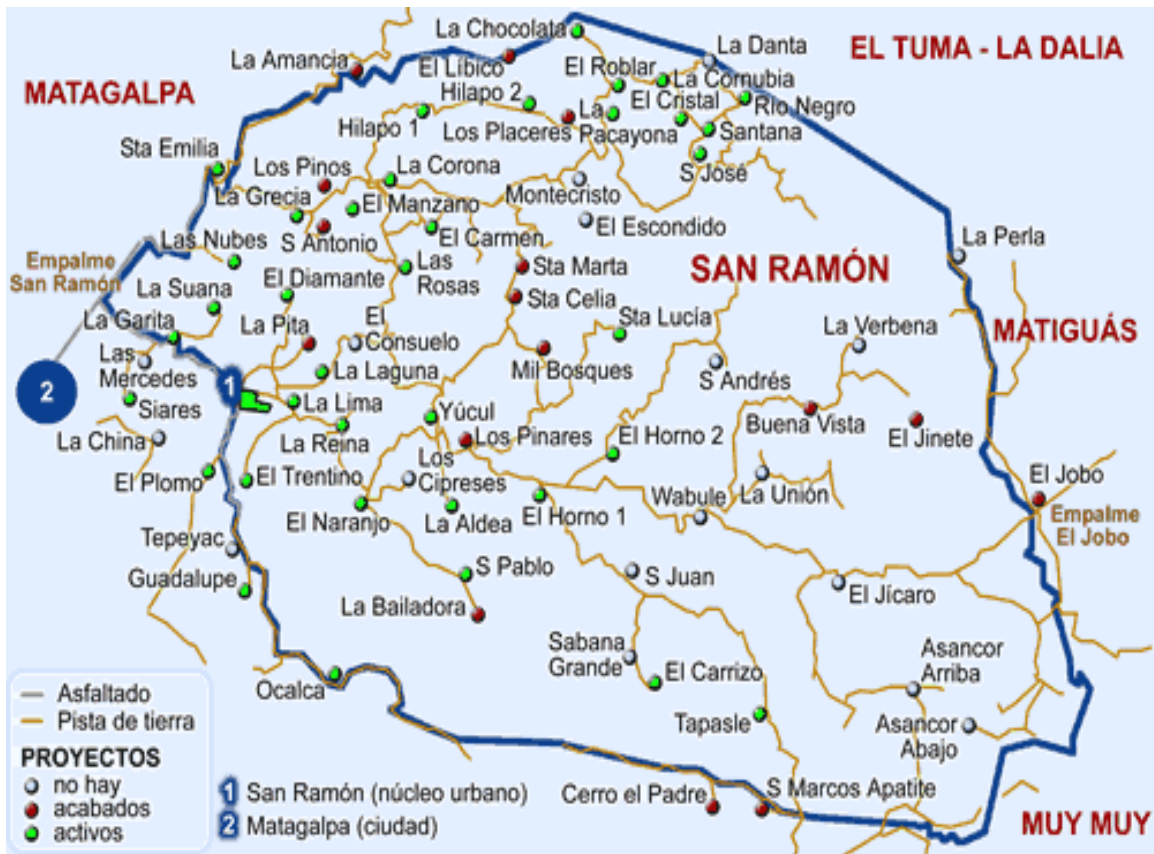 La Chocolata
La Danta
EL TUMA - LA DALIA
La Amancia
El Líbico
El Roblar
La Cornubia
MATAGALPA
Hilapo 2
El Cristal
Río Negro
Hilapo 1
Los Placeres
La
Pacayona
Santana
Sta Emilia
Los Pinos
La Corona
S José
La Grecia
El Manzano
Montecristo
El Escondido
Las Nubes
S Antonio
El Carmen
La Perla
Empalme
San Ramón
El Diamante
Las
Rosas
Sta Marta
SAN RAMÓN
La Suana
Sta Celia
La Garita
La Pita
El
Consuelo
Sta Lucía
La Verbena
MATIGUÁS
Las
Mercedes
La Laguna
Mil Bosques
S Andrés
2
1
Siares
La Lima
Yúcul
Buena Vista
El Jinete
La China
La Reina
Los Pinares
El Horno 2
El Plomo
El Trentino
Los
Cipreses
La Unión
El Jobo
Wabule
Empalme
El Jobo
El Naranjo
La Aldea
El Horno 1
Tepeyac
Guadalupe
S Pablo
S Juan
El Jícaro
La Bailadora
Sabana
Grande
Asancor
Arriba
Ocalca
El Carrizo
Tapasle
Asancor
Abajo
Asfaltado
Pista de tierra
PROYECTOS
no hay
acabados
activos
1 San Ramón (núcleo urbano)
2 Matagalpa (ciudad)
Cerro el Padre
S Marcos Apatite
MUY MUY